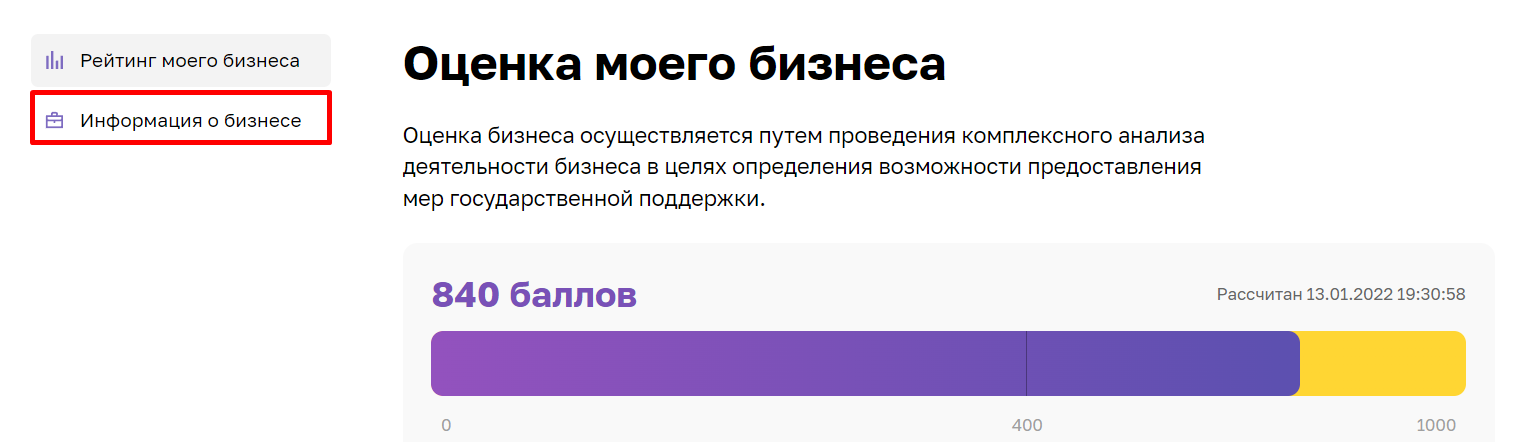 Рейтинг моего бизнеса
Информация о бизнесе
Оценка моего бизнеса
Оценка бизнеса осуществляется путем проведения комплексного анализа
деятельности бизнеса в целях определения возможности предоставления
мер государственной поддержки.
840 баллов
Рассчитан 13.01.2022 19:30:58
0
400
1000